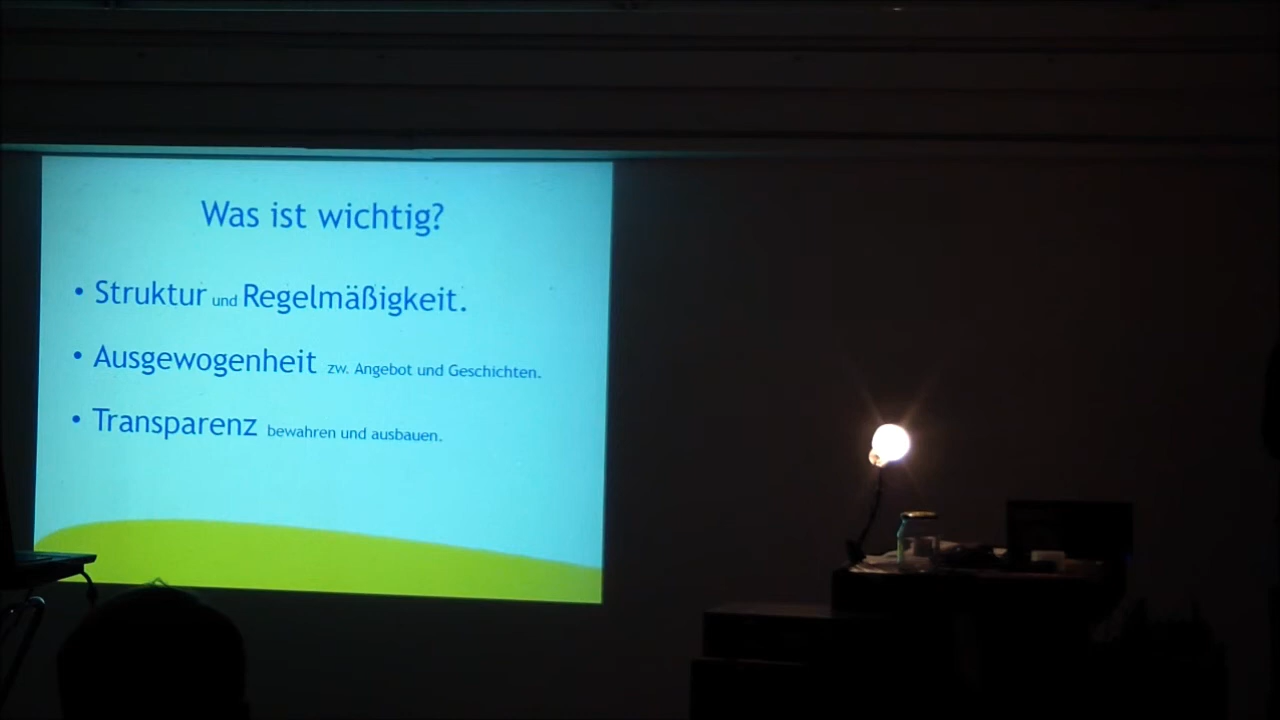 Was ist wichtig?
• Struktur und Regelmäßigkeit.
• Ausgewogenheit zw. Angebot und Geschichten.
• Transparenz bewahren und ausbauen.